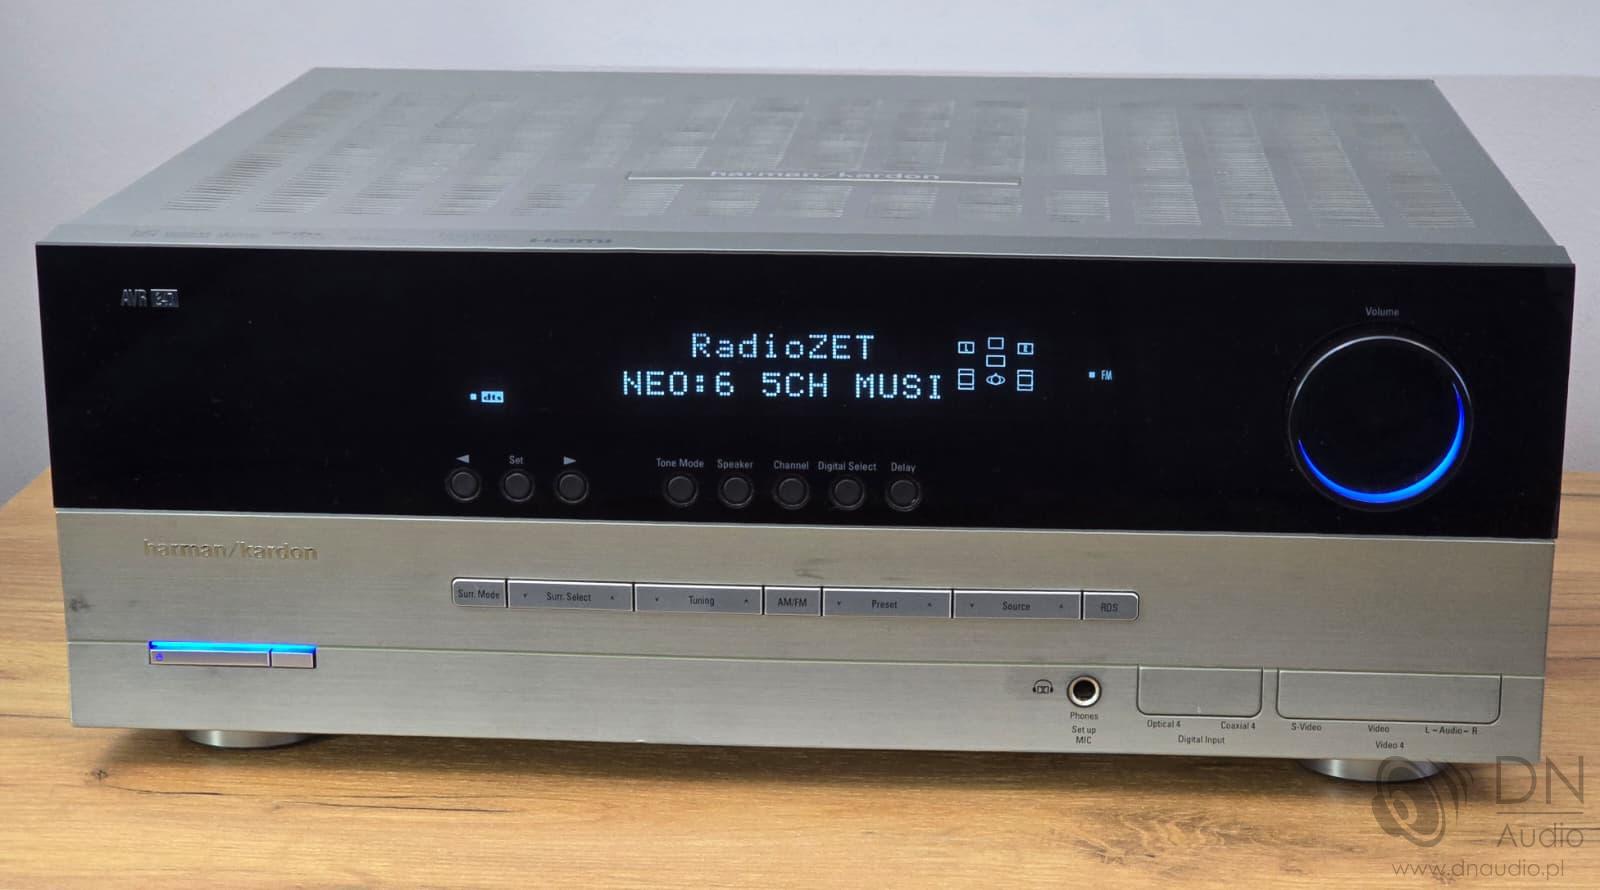 harman/kardon
HDMI
AVR
Volume
RadioZET
NEO:6 5CH MUSI
L R
FM
dts
Set
Tone Mode Speaker Channel Digital Select Delay
harman/kardon
Surr. Mode Surr. Select Tuning AM/FM Preset Source RDS
Phones
Set up
MIC
Optical 4 Coaxial 4
Digital Input
S-Video Video L - Audio - R
Video 4
DN
Audio
www.dnaudio.pl